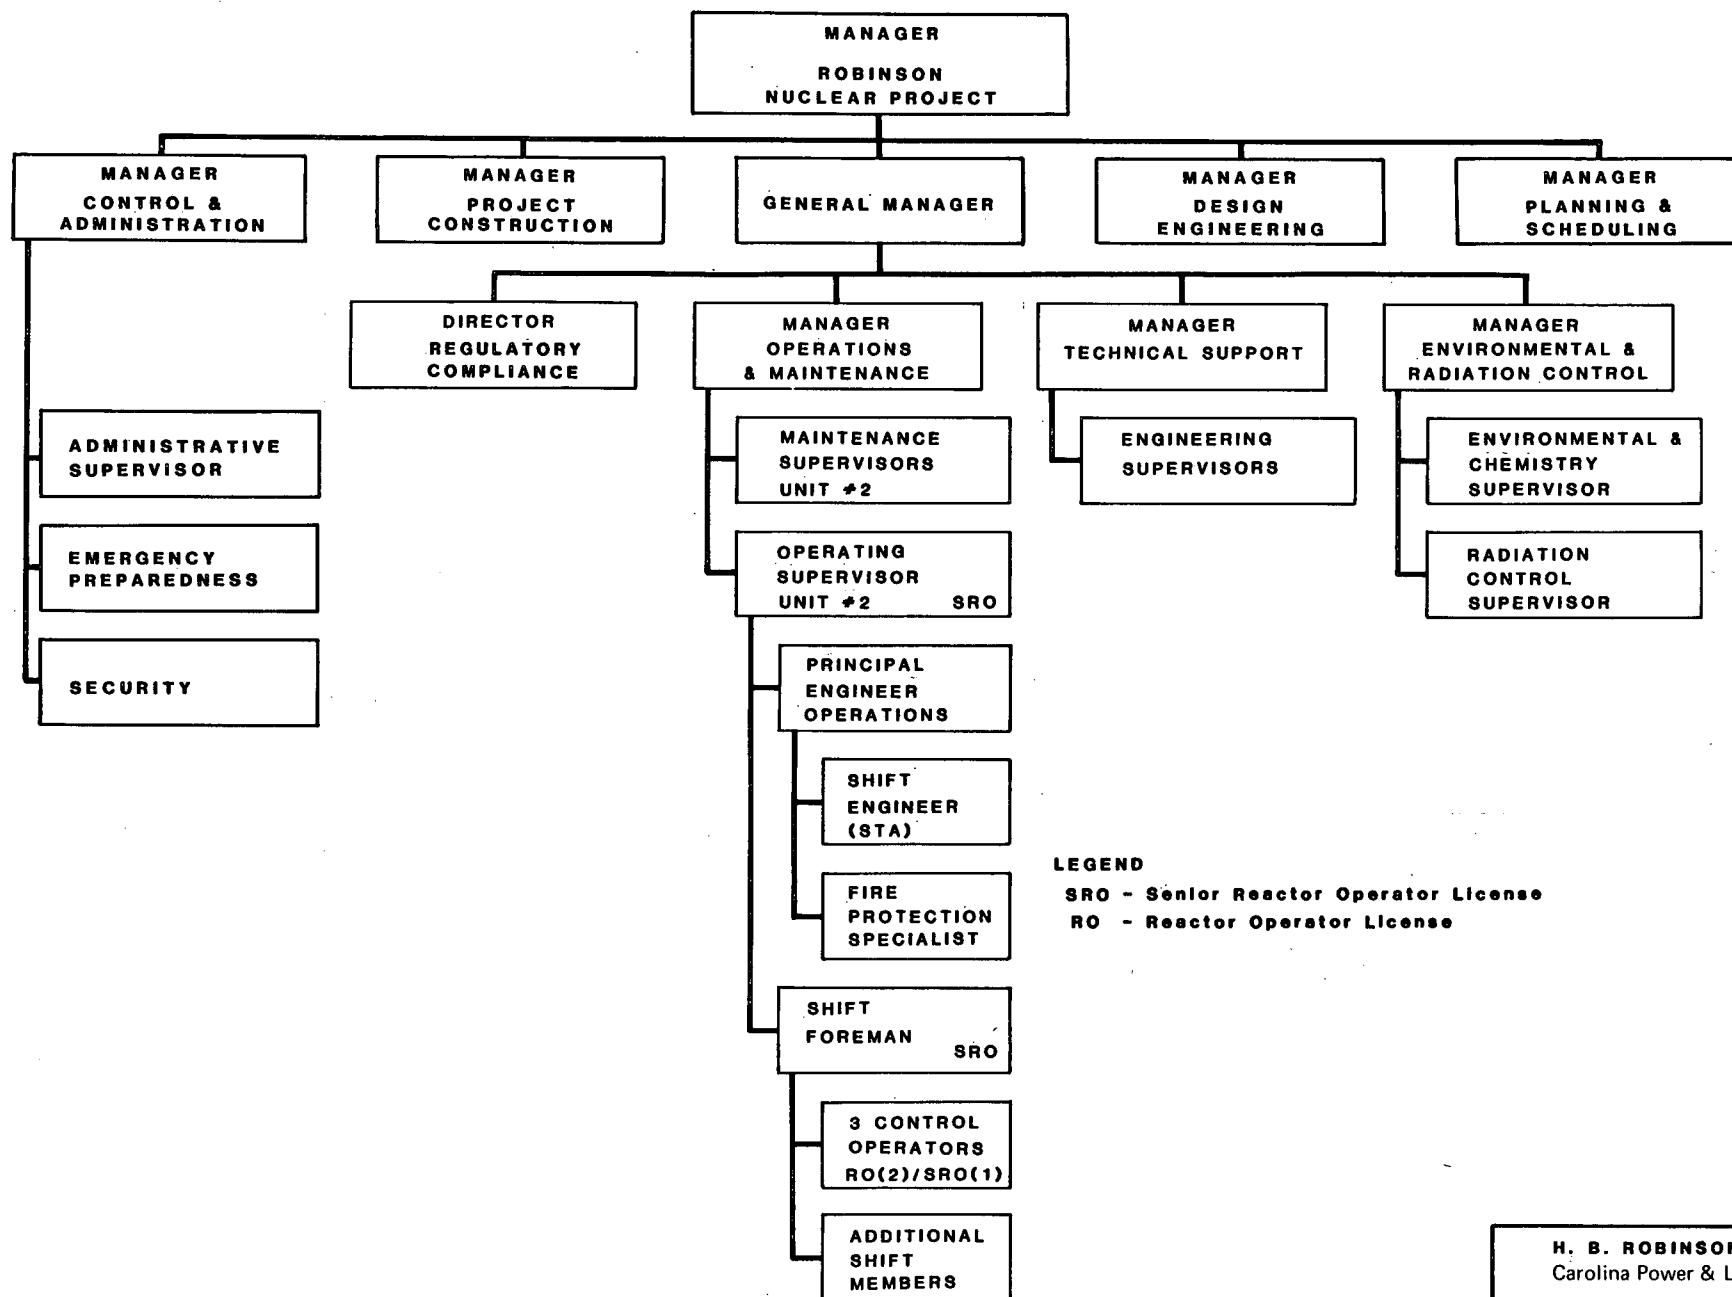 MANAGER
ROBINSON
NUCLEAR PROJECT
MANAGER
CONTROL &
ADMINISTRATION
MANAGER
PROJECT
CONSTRUCTION
GENERAL MANAGER
MANAGER
DESIGN
ENGINEERING
MANAGER
PLANNING &
SCHEDULING
DIRECTOR
REGULATORY
COMPLIANCE
MANAGER
OPERATIONS
& MAINTENANCE
MANAGER
TECHNICAL SUPPORT
MANAGER
ENVIRONMENTAL &
RADIATION CONTROL
ADMINISTRATIVE
SUPERVISOR
EMERGENCY
PREPAREDNESS
SECURITY
MAINTENANCE
SUPERVISORS
UNIT #2
OPERATING
SUPERVISOR
UNIT #2 SRO
ENGINEERING
SUPERVISORS
ENVIRONMENTAL &
CHEMISTRY
SUPERVISOR
RADIATION
CONTROL
SUPERVISOR
PRINCIPAL
ENGINEER
OPERATIONS
SHIFT
ENGINEER
(STA)
FIRE
PROTECTION
SPECIALIST
SHIFT
FOREMAN
SRO
3 CONTROL
OPERATORS
RO(2)/SRO(1)
ADDITIONAL
SHIFT
MEMBERS
LEGEND
SRO - Senior Reactor Operator License
RO - Reactor Operator License
H. B. ROBINSON
Carolina Power & L